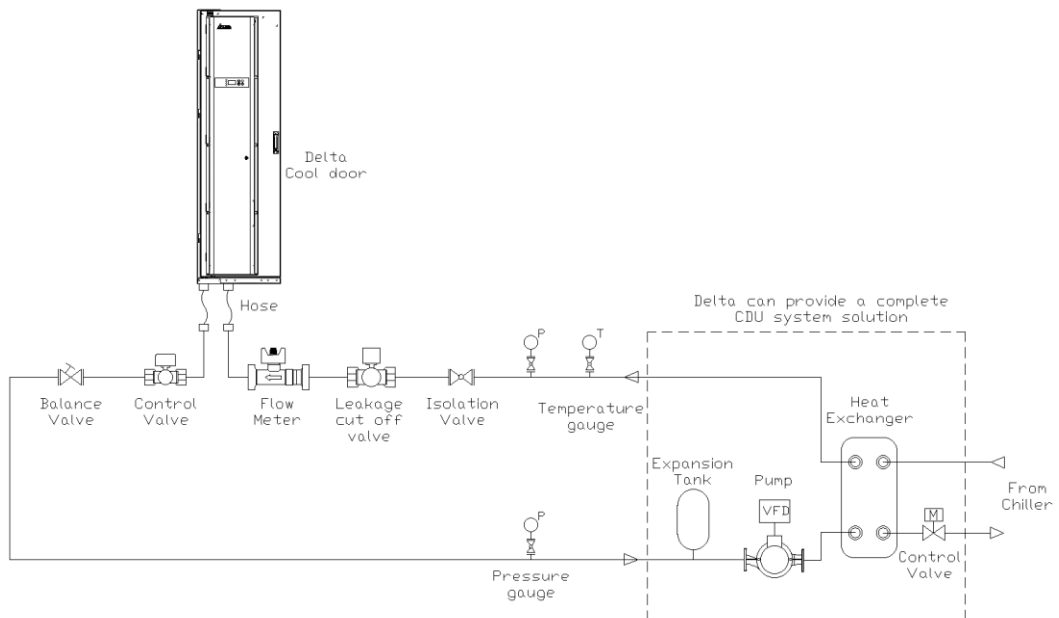 Delta
Cool door
Hose
Delta can provide a complete
CDU system solution
P
T
Balance
Valve
Control
Valve
Flow
Meter
Leakage
cut off
valve
Isolation
Valve
Temperature
gauge
Heat
Exchanger
Expansion
Tank
Pump
VFD
From
Chiller
M
Control
Valve
P
Pressure
gauge